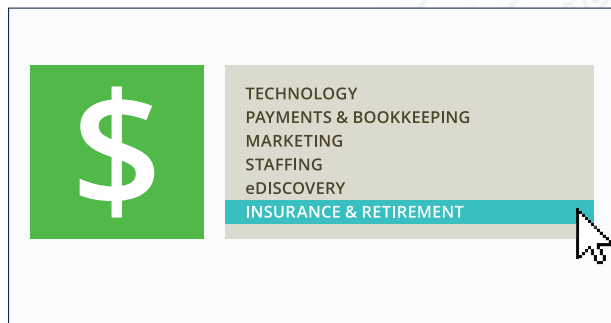 $
TECHNOLOGY
PAYMENTS & BOOKKEEPING
MARKETING
STAFFING
eDISCOVERY
INSURANCE & RETIREMENT